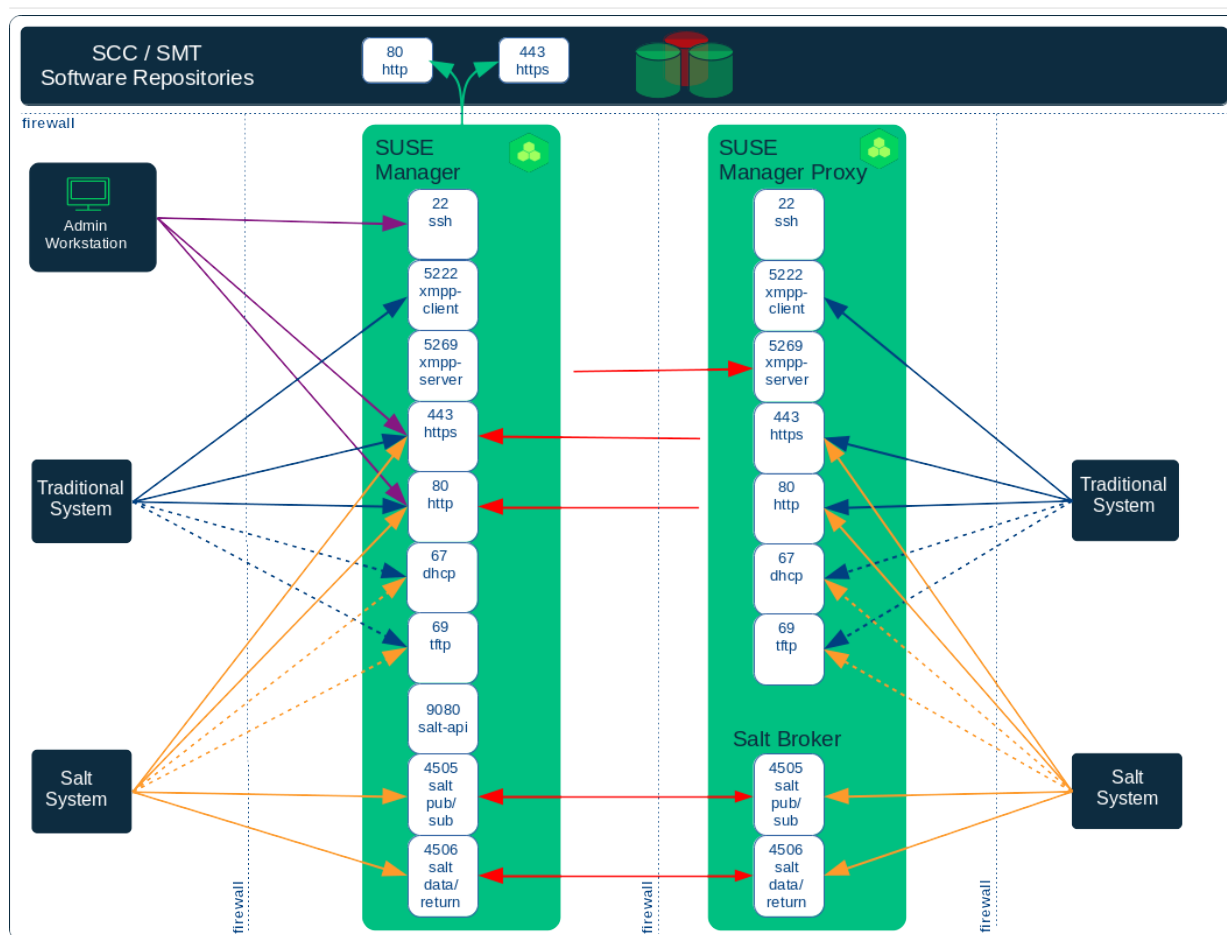 SCC / SMT
Software Repositories
80
http
443
https
firewall
Admin
Workstation
Traditional
System
Salt
System
SUSE
Manager
22
ssh
5222
xmpp-
client
5269
xmpp-
server
443
https
80
http
67
dhcp
69
tftp
9080
salt-api
4505
salt
pub/
sub
4506
salt
data/
return
SUSE
Manager Proxy
22
ssh
5222
xmpp-
client
5269
xmpp-
server
443
https
80
http
67
dhcp
69
tftp
Salt Broker
4505
salt
pub/
sub
4506
salt
data/
return
Traditional
System
Salt
System
firewall
firewall
firewall